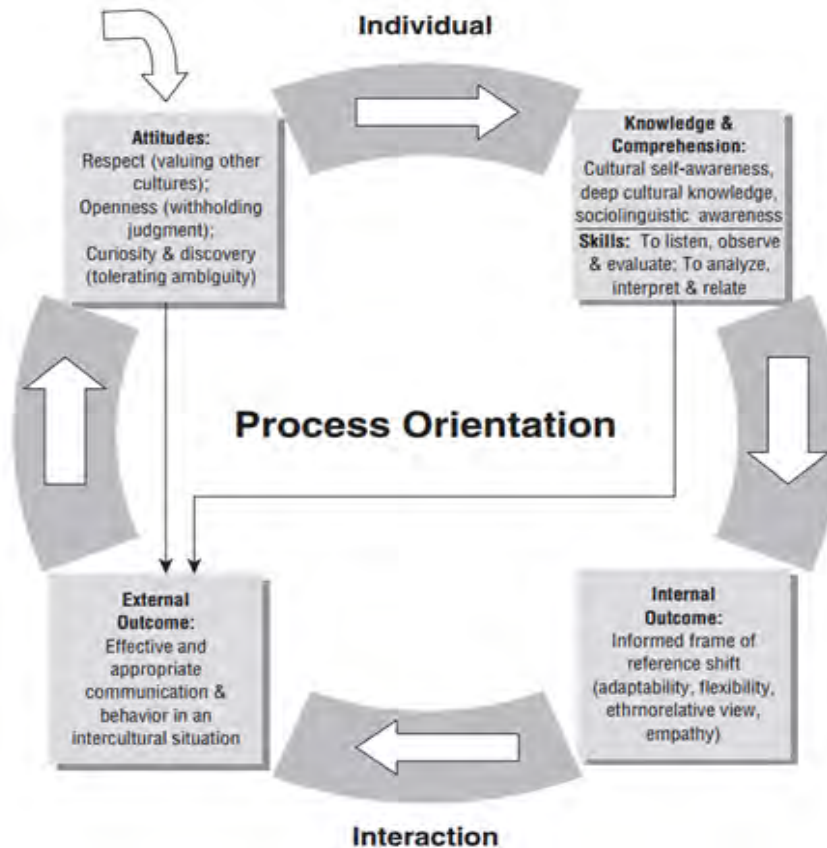 Individual
Attitudes:
Respect (valuing other
cultures);
Openness (withholding
judgment);
Curiosity & discovery
(tolerating ambiguity)
Knowledge &
Comprehension:
Cultural self-awareness,
deep cultural knowledge,
sociolinguistic awareness
Skills: To listen, observe
& evaluate; To analyze,
interpret & relate
Process Orientation
External
Outcome:
Effective and
appropriate
communication &
behavior in an
intercultural situation
Internal
Outcome:
Informed frame of
reference shift
(adaptability, flexibility,
ethrnorelative view,
empathy)
Interaction